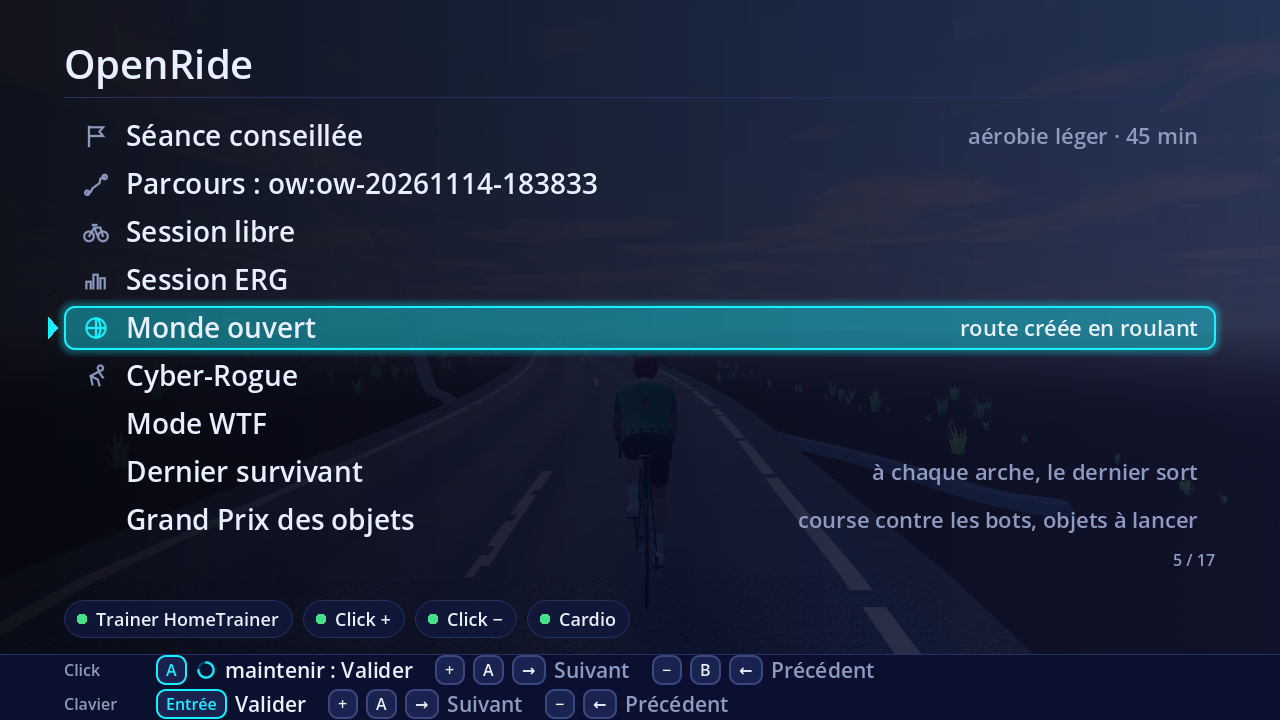 OpenRide
Séance conseillée aérobie léger · 45 min
Parcours : ow:ow-20261114-183833
Session libre
Session ERG
Monde ouvert route créée en roulant
Cyber-Rogue
Mode WTF
Dernier survivant à chaque arche, le dernier sort
Grand Prix des objets course contre les bots, objets à lancer
5 / 17
Trainer HomeTrainer Click + Click − Cardio
Click A maintenir : Valider + A → Suivant − B ← Précédent
Clavier Entrée Valider + A → Suivant − ← Précédent